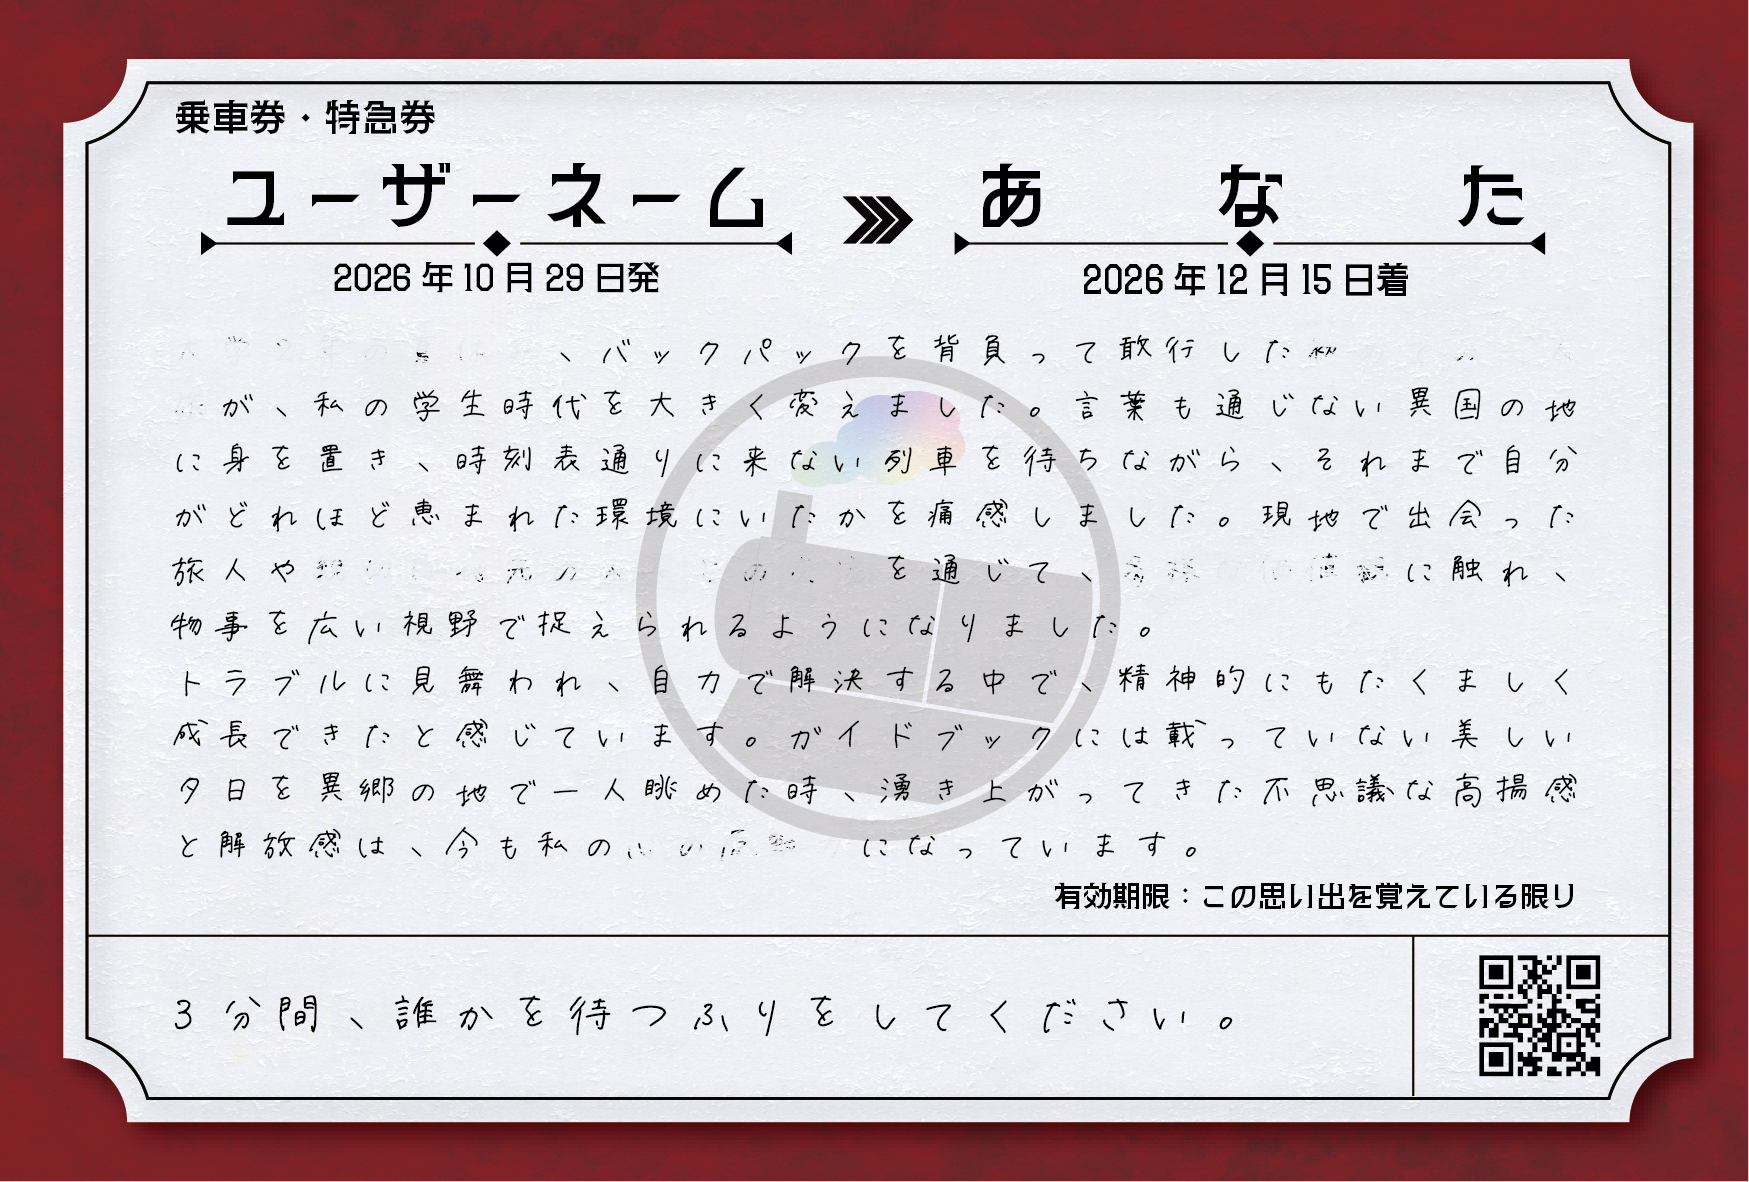 乗車券・特急券
ユーザーネーム あなた
2026年10月29日発 2026年12月15日着
、バックパックを背負って敢行した
が、私の学生時代を大きく変えました。言葉も通じない異国の地
に身を置き、時刻表通りに来ない列車を待ちながら、それまで自分
がどれほど恵まれた環境にいたかを痛感しました。現地で出会った
旅人や を通じて、 に触れ、
物事を広い視野で捉えられるようになりました。
トラブルに見舞われ、自力で解決する中で、精神的にもたくましく
成長できたと感じています。ガイドブックには載っていない美しい
夕日を異郷の地で一人眺めた時、湧き上がってきた不思議な高揚感
と解放感は、今も私の になっています。
有効期限：この思い出を覚えている限り
3分間、誰かを待つふりをしてください。